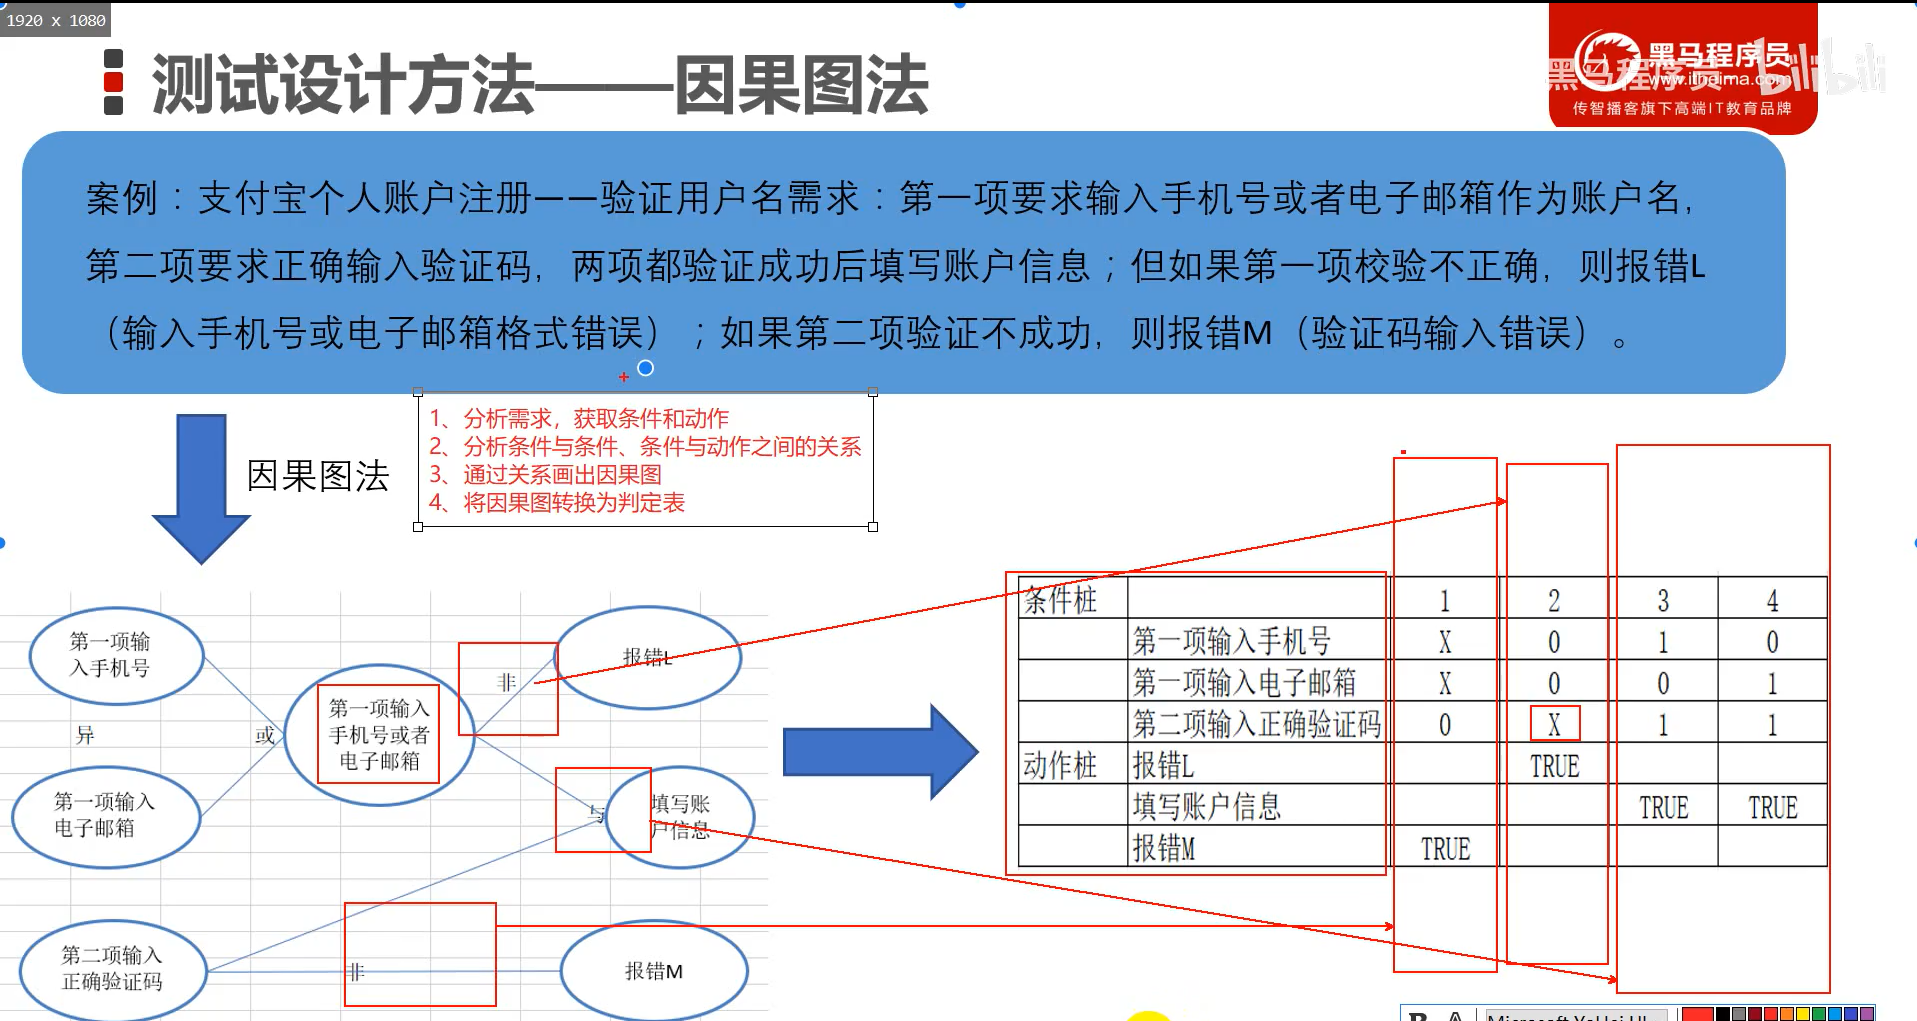 1920 x 1080
测试设计方法——因果图法
黑马程序员
www.itheima.com
传智播客旗下高端IT教育品牌
黑马程序员 bilibili
案例：支付宝个人账户注册——验证用户名需求：第一项要求输入手机号或者电子邮箱作为账户名，
第二项要求正确输入验证码，两项都验证成功后填写账户信息；但如果第一项校验不正确，则报错L
（输入手机号或电子邮箱格式错误）；如果第二项验证不成功，则报错M（验证码输入错误）。
因果图法
1、分析需求，获取条件和动作
2、分析条件与条件、条件与动作之间的关系
3、通过关系画出因果图
4、将因果图转换为判定表
第一项输
入手机号
异
第一项输入
电子邮箱
或
第一项输入
手机号或者
电子邮箱
非
报错L
与
填写账
户信息
第二项输入
正确验证码
非
报错M
条件桩 1 2 3 4
第一项输入手机号 X 0 1 0
第一项输入电子邮箱 X 0 0 1
第二项输入正确验证码 0 X 1 1
动作桩 报错L TRUE
填写账户信息 TRUE TRUE
报错M TRUE